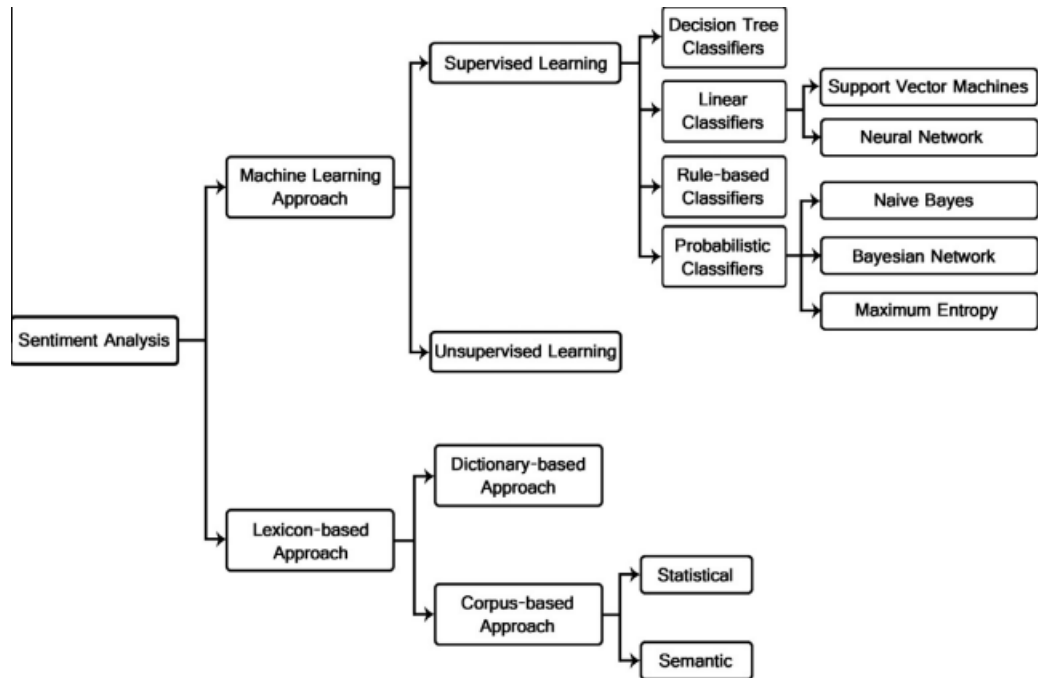 Decision Tree
Classifiers
Supervised Learning
Linear
Classifiers
Support Vector Machines
Neural Network
Machine Learning
Approach
Rule-based
Classifiers
Naive Bayes
Probabilistic
Classifiers
Bayesian Network
Maximum Entropy
Sentiment Analysis
Unsupervised Learning
Dictionary-based
Approach
Lexicon-based
Approach
Statistical
Corpus-based
Approach
Semantic